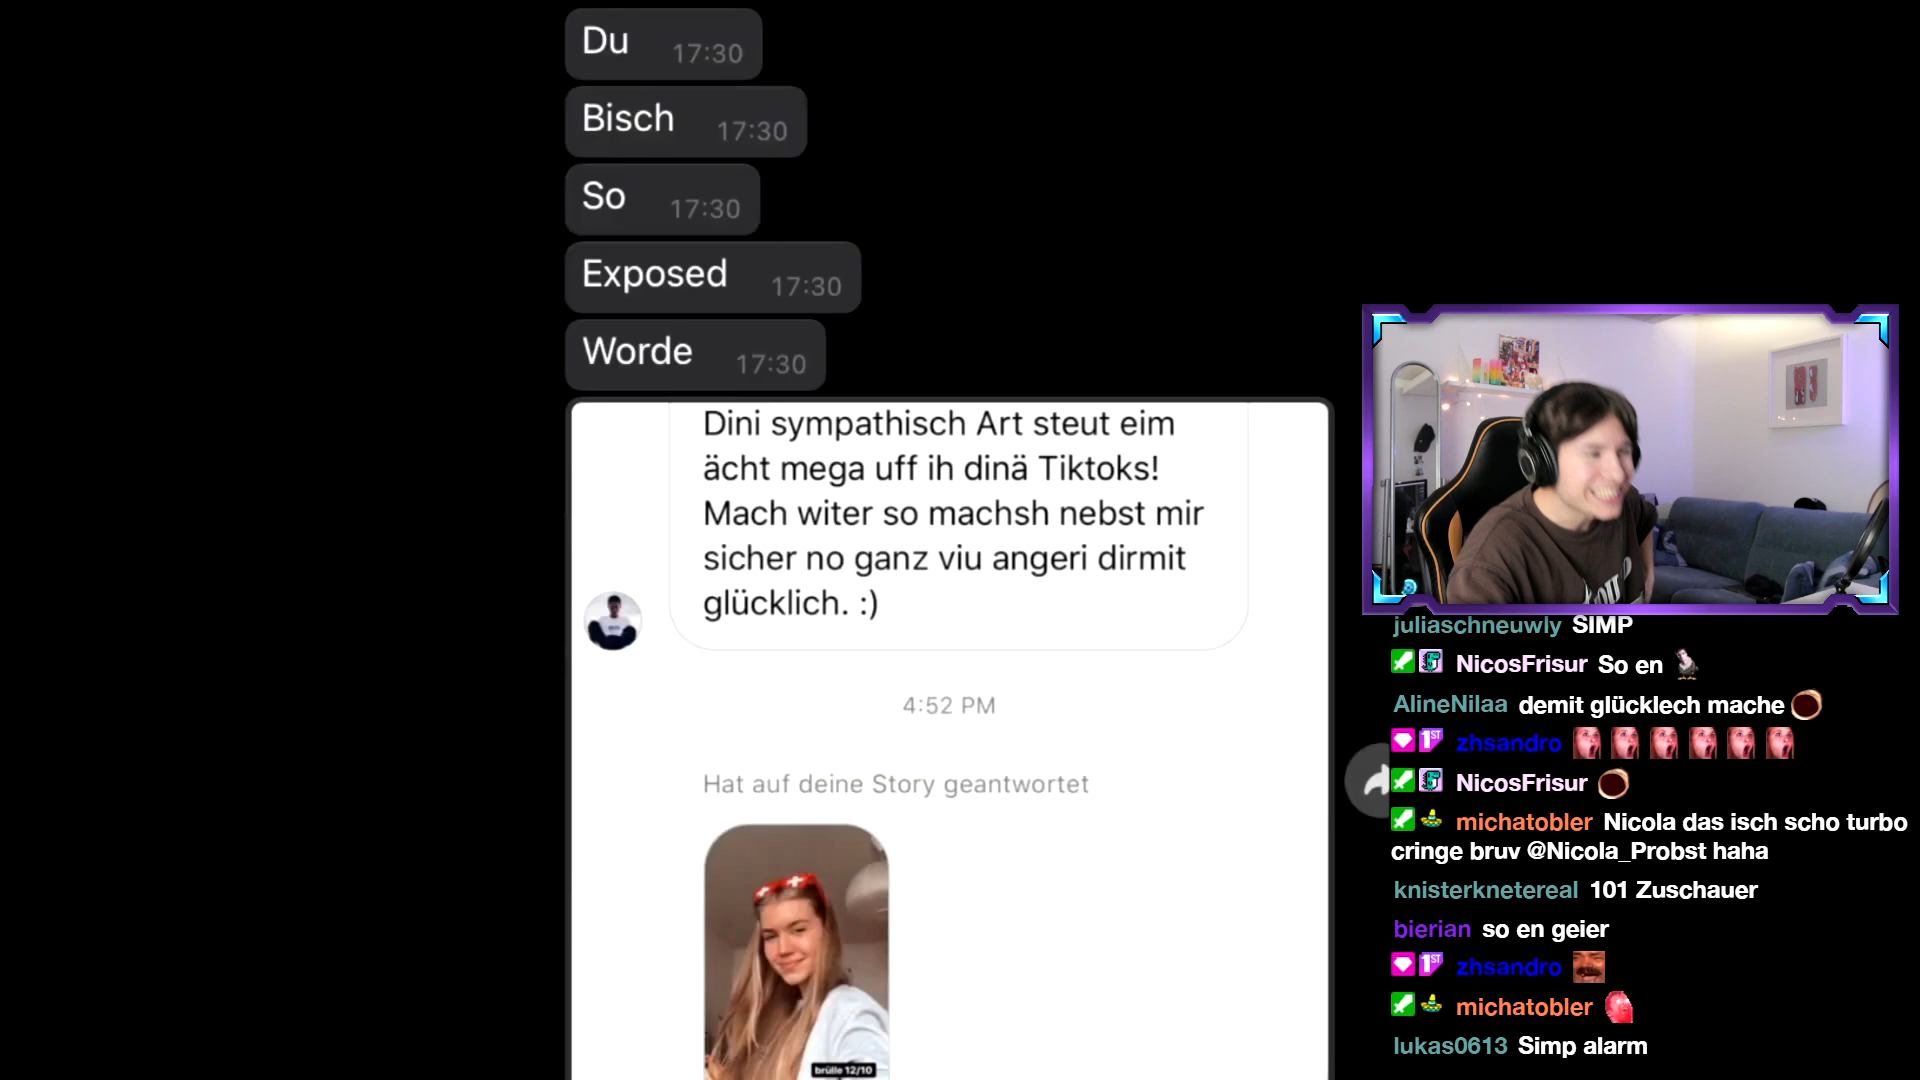 Du 17:30
Bisch 17:30
So 17:30
Exposed 17:30
Worde 17:30
Dini sympathisch Art steut eim
ächt mega uff ih dinä Tiktoks!
Mach witer so machsh nebst mir
sicher no ganz viu angeri dirmit
glücklich. :)
4:52 PM
Hat auf deine Story geantwortet
brülle 12/10
juliaschneuwly SIMP
NicosFrisur So en
AlineNilaa demit glücklech mache
1ST zhsandro
NicosFrisur
michatobler Nicola das isch scho turbo
cringe bruv @Nicola_Probst haha
knisterknetereal 101 Zuschauer
bierian so en geier
1ST zhsandro
michatobler
lukas0613 Simp alarm